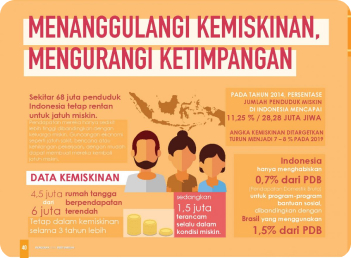 MENANGGULANGI KEMISKINAN,
MENGURANGI KETIMPANGAN
Sekitar 68 juta penduduk
Indonesia tetap rentan
untuk jatuh miskin.
PADA TAHUN 2014, PERSENTASE
JUMLAH PENDUDUK MISKIN
DI INDONESIA MENCAPAI
11,25 % / 28,28 JUTA JIWA
ANGKA KEMISKINAN DITARGETKAN
TURUN MENJADI 7 - 8 % PADA 2019
DATA KEMISKINAN
4,5 juta rumah tangga
dari berpendapatan
6 juta terendah
Tetap dalam kemiskinan
selama 3 tahun lebih
sedangkan
1,5 juta
terancam
selalu dalam
kondisi miskin.
Indonesia
hanya menghabiskan
0,7% dari PDB
untuk program-program
bantuan sosial,
dibandingkan dengan
Brasil yang menggunakan
1,5% dari PDB